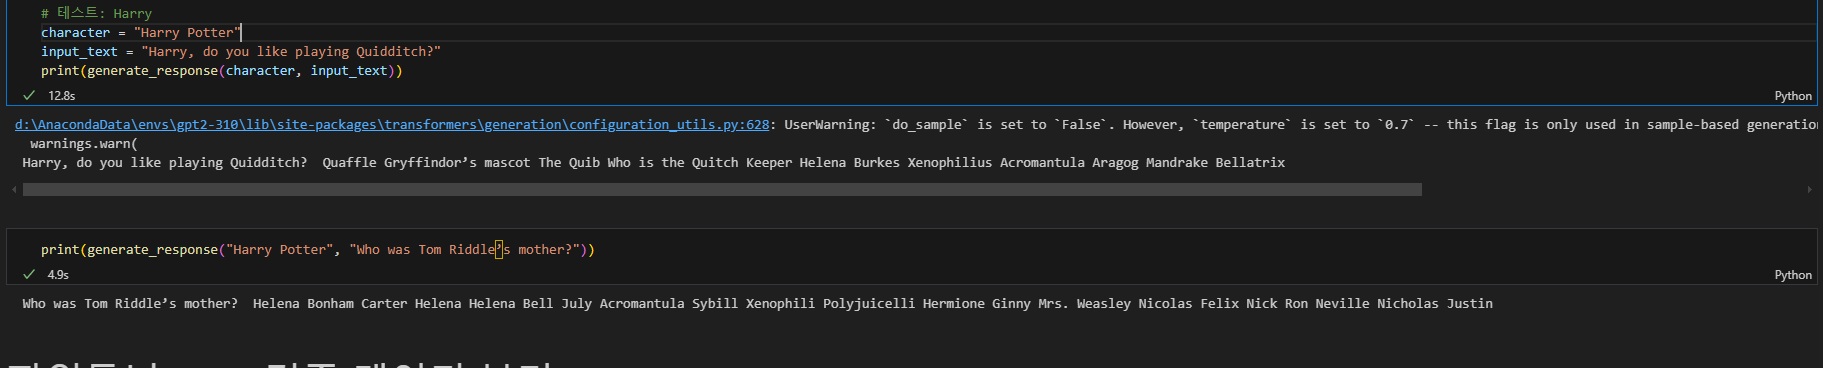 # 테스트: Harry
character = "Harry Potter"
input_text = "Harry, do you like playing Quidditch?"
print(generate_response(character, input_text))
12.8s
Python
d:\AnacondaData\envs\gpt2-310\lib\site-packages\transformers\generation\configuration_utils.py:628: UserWarning: `do_sample` is set to `False`. However, `temperature` is set to `0.7` -- this flag is only used in sample-based generation
warnings.warn(
Harry, do you like playing Quidditch?  Quaffle Gryffindor’s mascot The Quib Who is the Quitch Keeper Helena Burkes Xenophilius Acromantula Aragog Mandrake Bellatrix
print(generate_response("Harry Potter", "Who was Tom Riddle’s mother?"))
4.9s
Python
Who was Tom Riddle’s mother?  Helena Bonham Carter Helena Helena Bell July Acromantula Sybill Xenophili Polyjuicelli Hermione Ginny Mrs. Weasley Nicolas Felix Nick Ron Neville Nicholas Justin